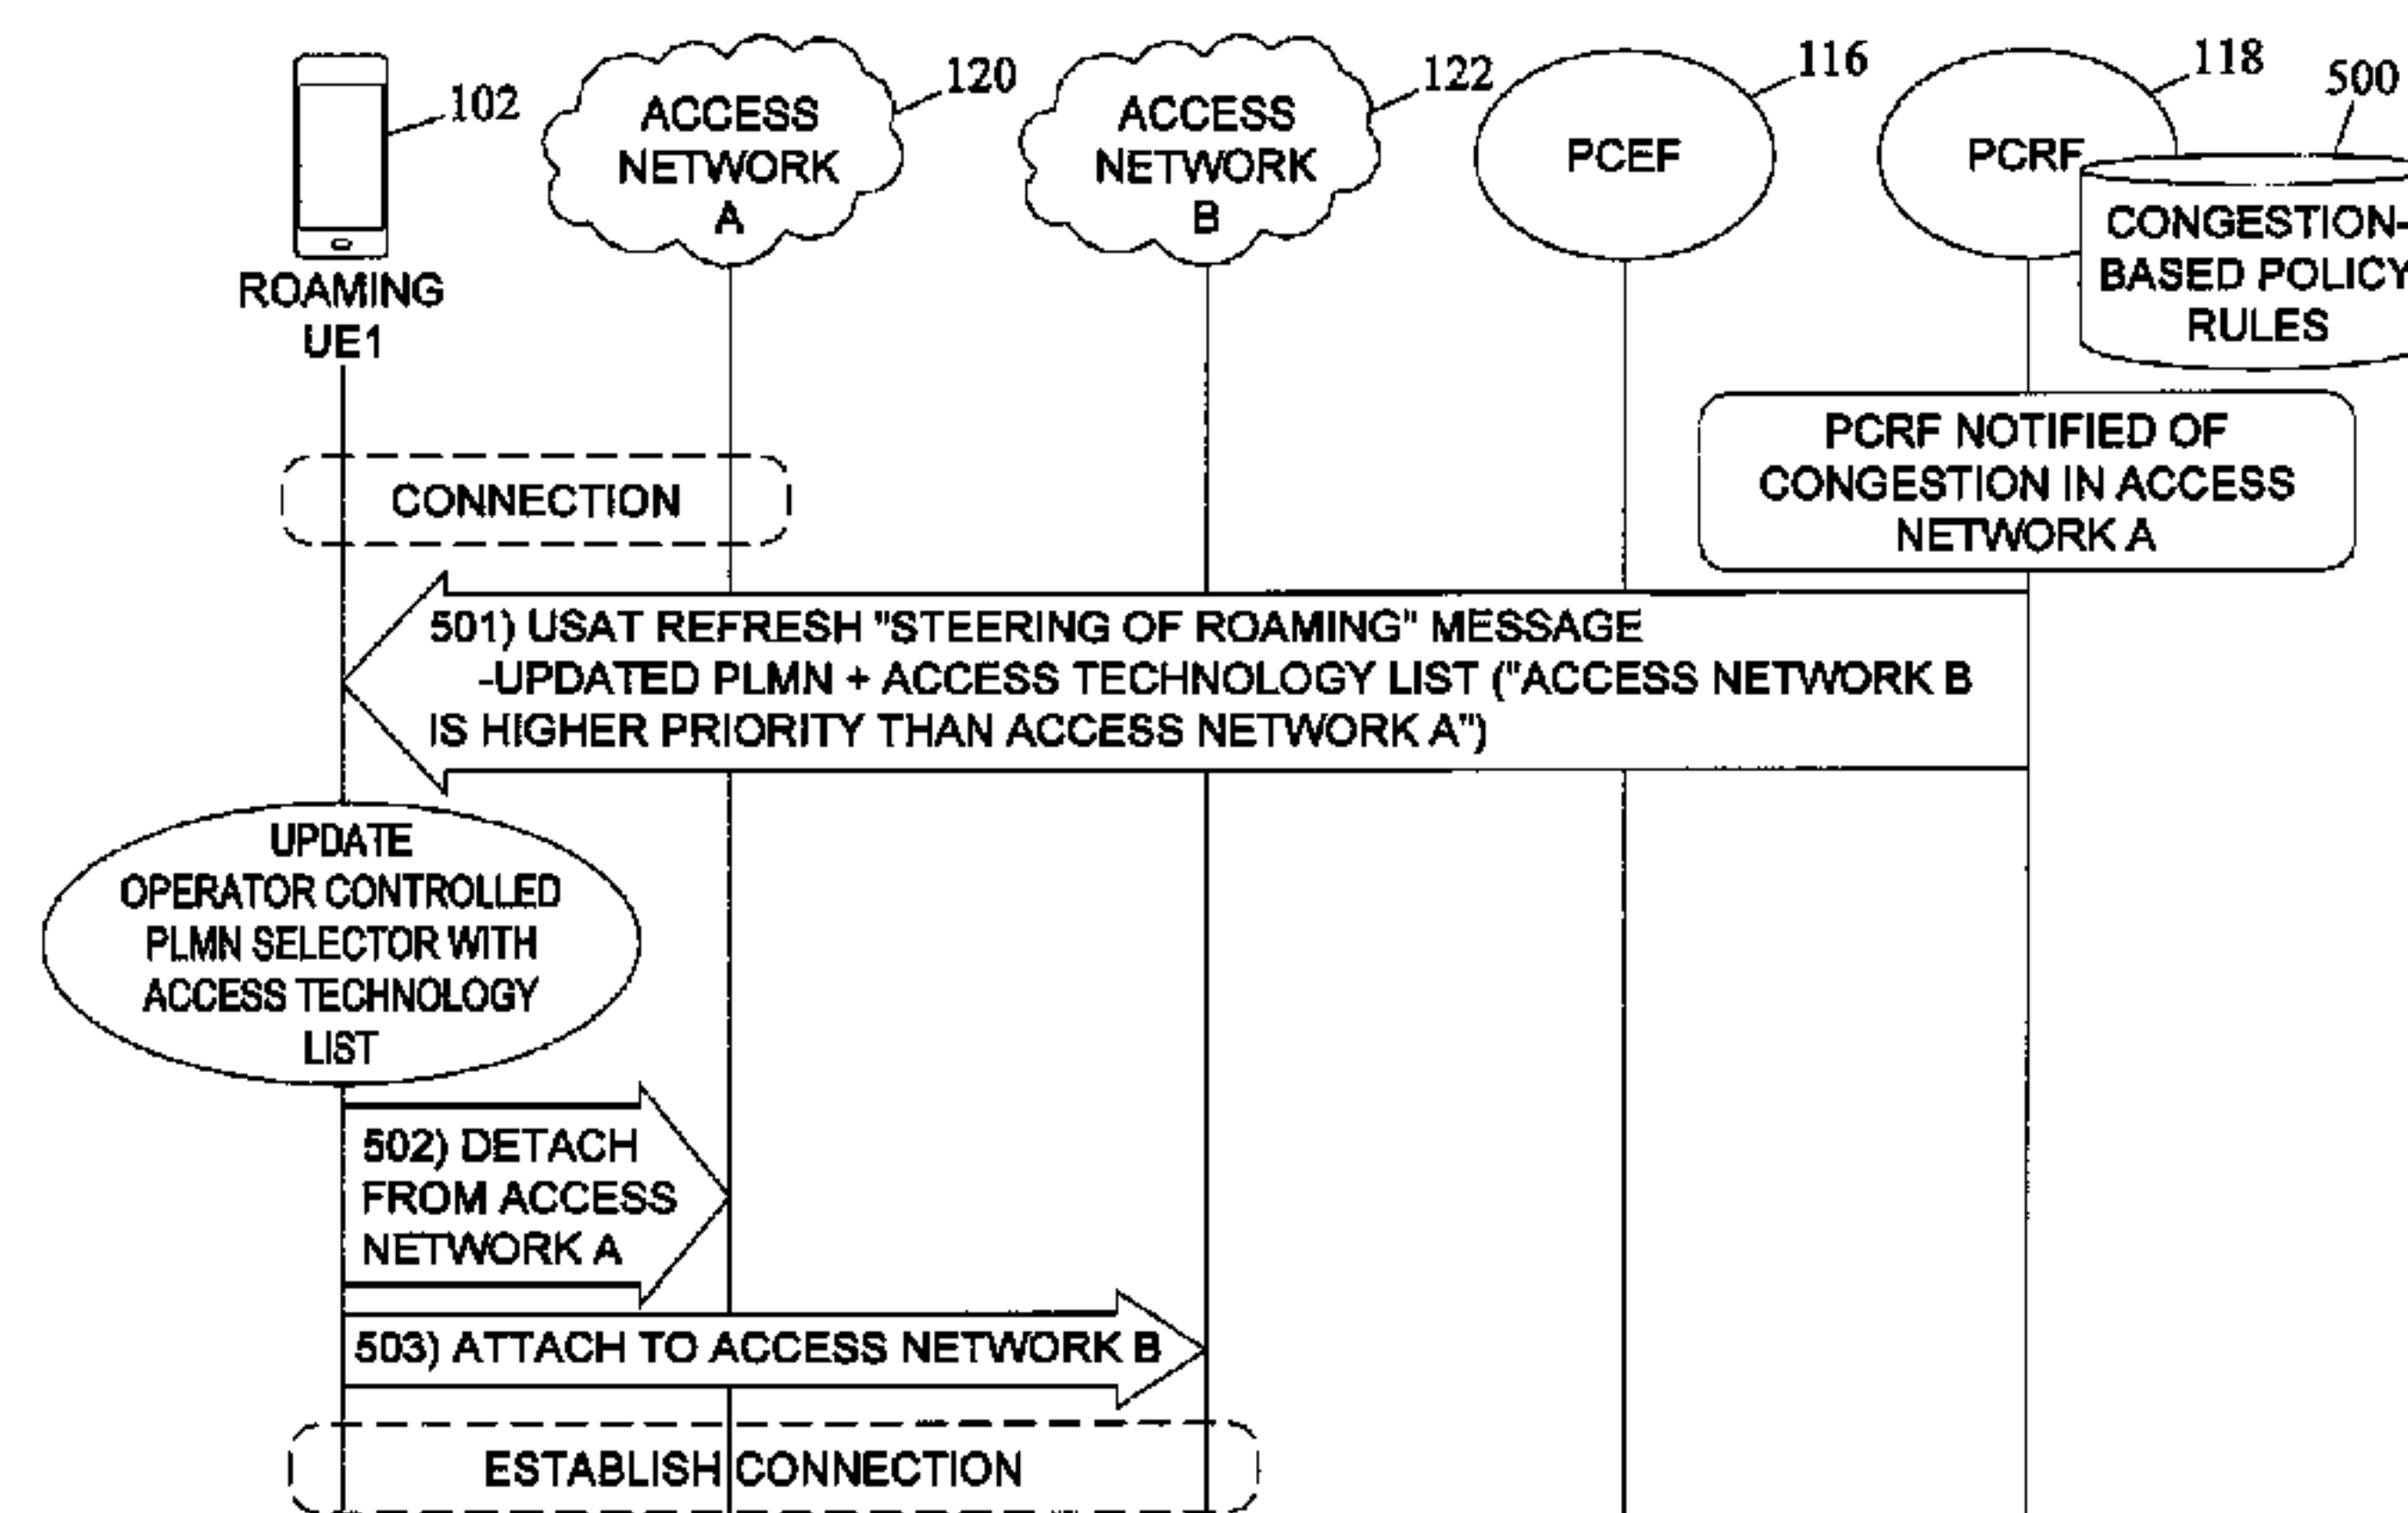 102
ROAMING
UE1
120
ACCESS
NETWORK
A
122
ACCESS
NETWORK
B
116
PCEF
118
PCRF
500
CONGESTION-
BASED POLICY
RULES
PCRF NOTIFIED OF
CONGESTION IN ACCESS
NETWORK A
CONNECTION
501) USAT REFRESH "STEERING OF ROAMING" MESSAGE
-UPDATED PLMN + ACCESS TECHNOLOGY LIST ("ACCESS NETWORK B
IS HIGHER PRIORITY THAN ACCESS NETWORK A")
UPDATE
OPERATOR CONTROLLED
PLMN SELECTOR WITH
ACCESS TECHNOLOGY
LIST
502) DETACH
FROM ACCESS
NETWORK A
503) ATTACH TO ACCESS NETWORK B
ESTABLISH CONNECTION